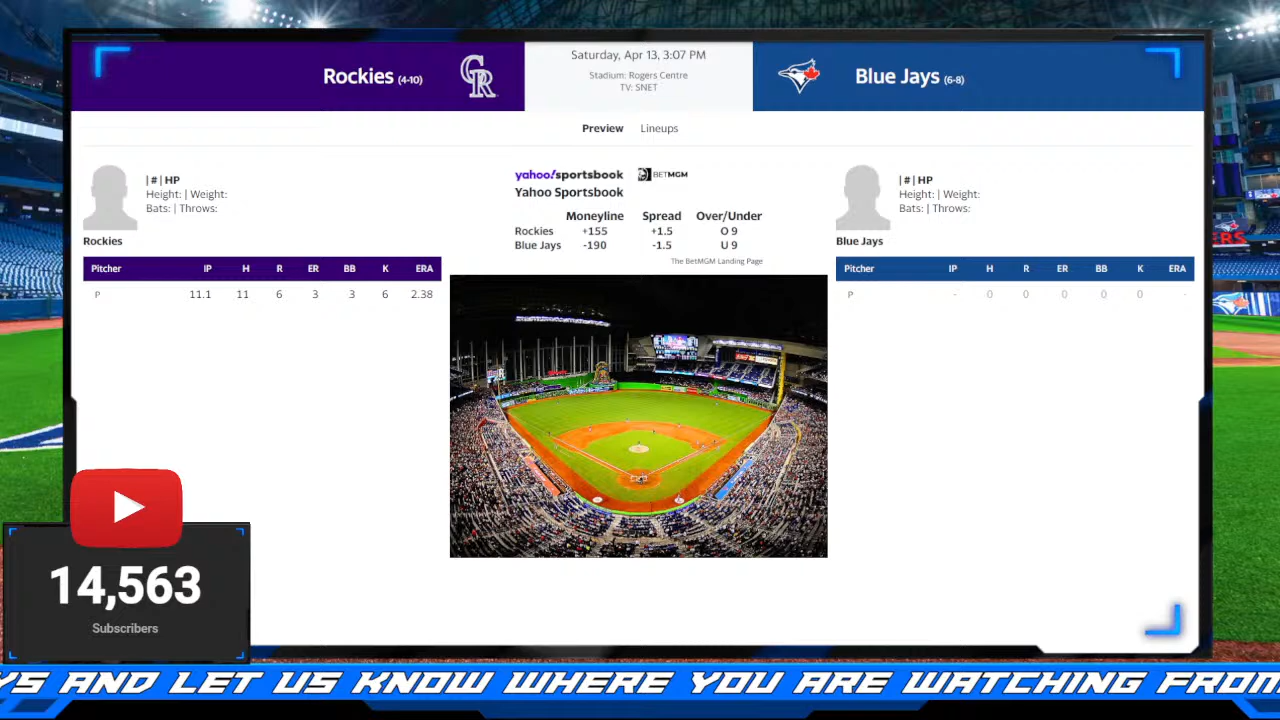 Rockies (4-10)
CR
Saturday, Apr 13, 3:07 PM
Stadium: Rogers Centre
TV: SNET
Blue Jays (6-8)
Preview Lineups
| # | HP
Height: | Weight:
Bats: | Throws:
Rockies
yahoo!sportsbook BETMGM
Yahoo Sportsbook
Moneyline Spread Over/Under
Rockies +155 +1.5 O 9
Blue Jays -190 -1.5 U 9
The BetMGM Landing Page
| # | HP
Height: | Weight:
Bats: | Throws:
Blue Jays
Pitcher IP H R ER BB K ERA
P 11.1 11 6 3 3 6 2.38
Pitcher IP H R ER BB K ERA
P - 0 0 0 0 0 -
14,563
Subscribers
YS AND LET US KNOW WHERE YOU ARE WATCHING FROM